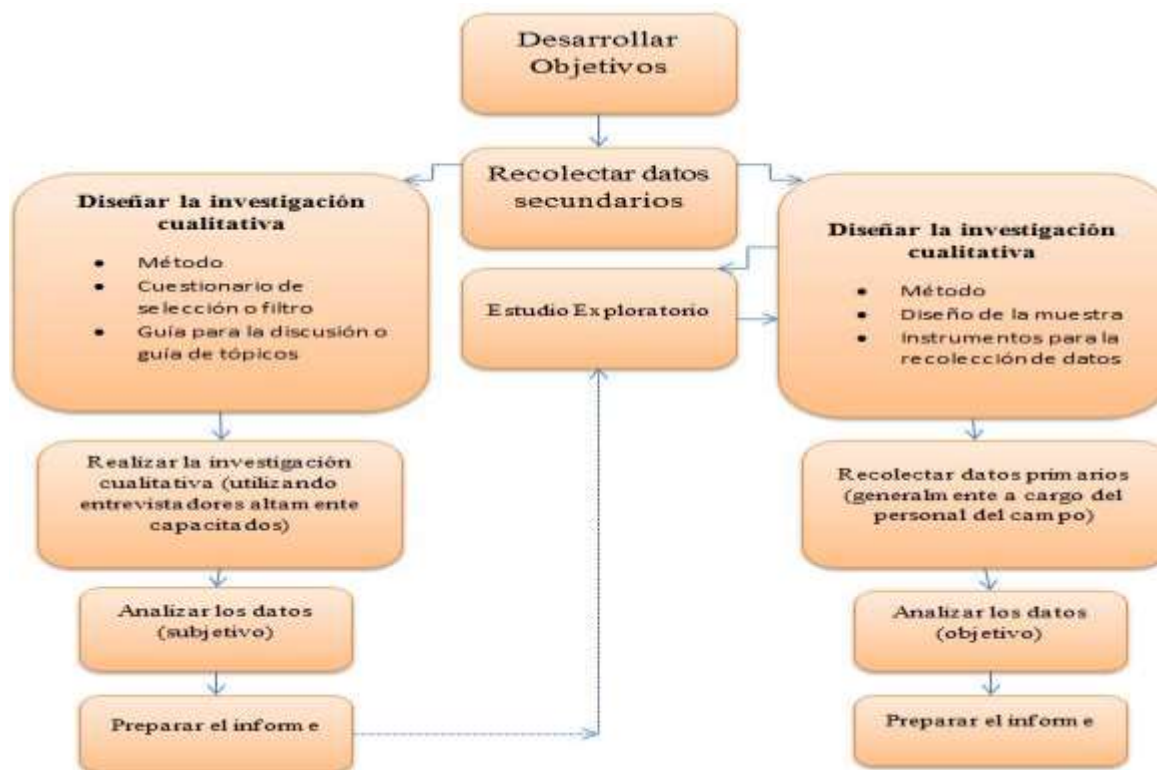 Desarrollar
Objetivos
Recolectar datos
secundarios
Diseñar la investigación
cualitativa
• Método
• Cuestionario de
selección o filtro
• Guía para la discusión o
guía de tópicos
Diseñar la investigación
cualitativa
• Método
• Diseño de la muestra
• Instrumentos para la
recolección de datos
Estudio Exploratorio
Realizar la investigación
cualitativa (utilizando
entrevistadores altamente
capacitados)
Recolectar datos primarios
(generalmente a cargo del
personal del campo)
Analizar los datos
(subjetivo)
Analizar los datos
(objetivo)
Preparar el informe
Preparar el informe